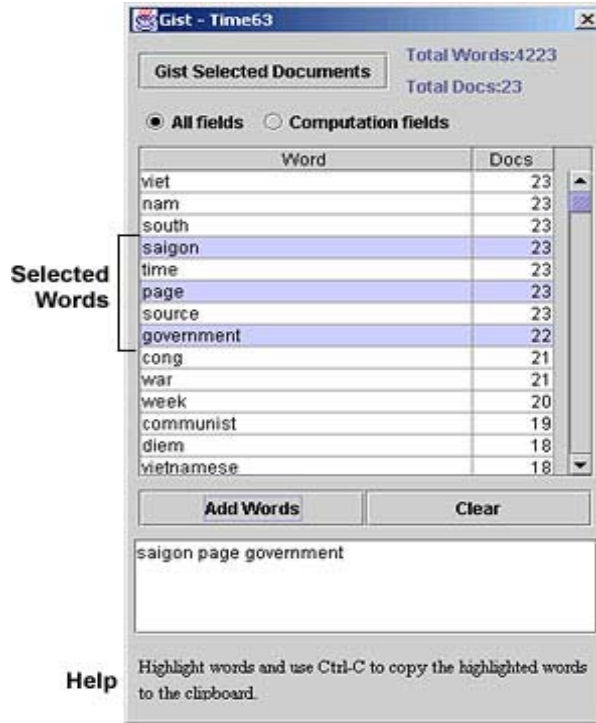 Gist - Time63
Gist Selected Documents
Total Words:4223
Total Docs:23
All fields Computation fields
Word Docs
viet 23
nam 23
south 23
saigon 23
time 23
page 23
source 23
government 22
cong 21
war 21
week 20
communist 19
diem 18
vietnamese 18
Selected
Words
Add Words Clear
saigon page government
Help
Highlight words and use Ctrl-C to copy the highlighted words
to the clipboard.